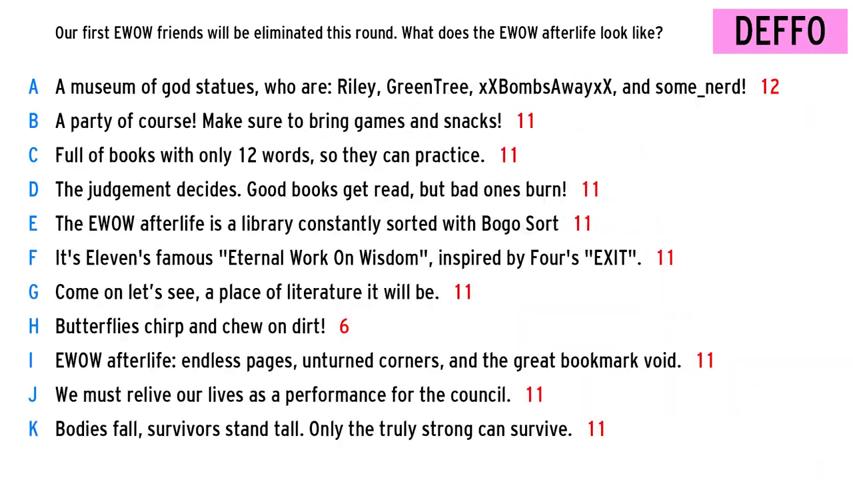 Our first EWOW friends will be eliminated this round. What does the EWOW afterlife look like?
DEFFO
A A museum of god statues, who are: Riley, GreenTree, xXBombsAwayxX, and some_nerd! 12
B A party of course! Make sure to bring games and snacks! 11
C Full of books with only 12 words, so they can practice. 11
D The judgement decides. Good books get read, but bad ones burn! 11
E The EWOW afterlife is a library constantly sorted with Bogo Sort 11
F It's Eleven's famous "Eternal Work On Wisdom", inspired by Four's "EXIT". 11
G Come on let's see, a place of literature it will be. 11
H Butterflies chirp and chew on dirt! 6
I EWOW afterlife: endless pages, unturned corners, and the great bookmark void. 11
J We must relive our lives as a performance for the council. 11
K Bodies fall, survivors stand tall. Only the truly strong can survive. 11